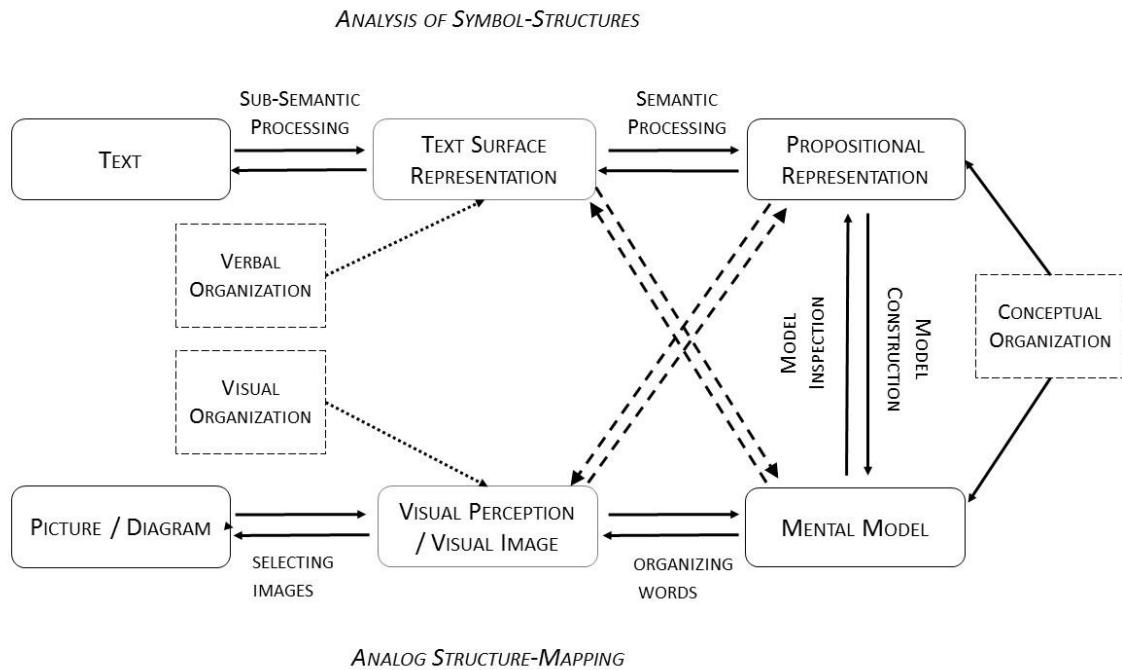 Analysis of Symbol-Structures
Sub-Semantic
Processing
Semantic
Processing
Text
Text Surface
Representation
Propositional
Representation
Verbal
Organization
Visual
Organization
Model
Inspection
Model
Construction
Conceptual
Organization
Picture / Diagram
Visual Perception
/ Visual Image
Mental Model
selecting
images
organizing
words
Analog Structure-Mapping